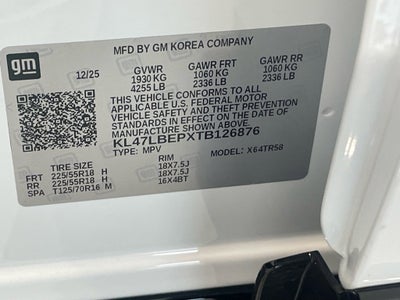 MFD BY GM KOREA COMPANY
gm
12/25 GVWR GAWR FRT GAWR RR
1930 KG 1060 KG 1060 KG
4255 LB 2336 LB 2336 LB
THIS VEHICLE CONFORMS TO ALL
APPLICABLE U.S. FEDERAL MOTOR
VEHICLE SAFETY, BUMPER, AND THEFT
PREVENTION STANDARDS IN EFFECT ON
THE DATE OF MANUFACTURE SHOWN ABOVE.
KL47LBEPXTB126876
TYPE: MPV MODEL: X64TR58
TIRE SIZE RIM
FRT 225/55R18 H 18X7.5J
RR 225/55R18 H 18X7.5J
SPA T125/70R16 M 16X4BT